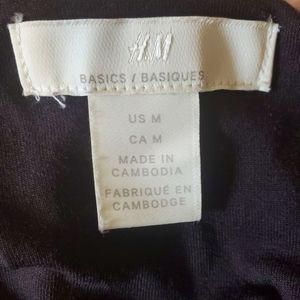 H&M
BASICS / BASIQUES
US M
CA M
MADE IN
CAMBODIA
FABRIQUÉ EN
CAMBODGE